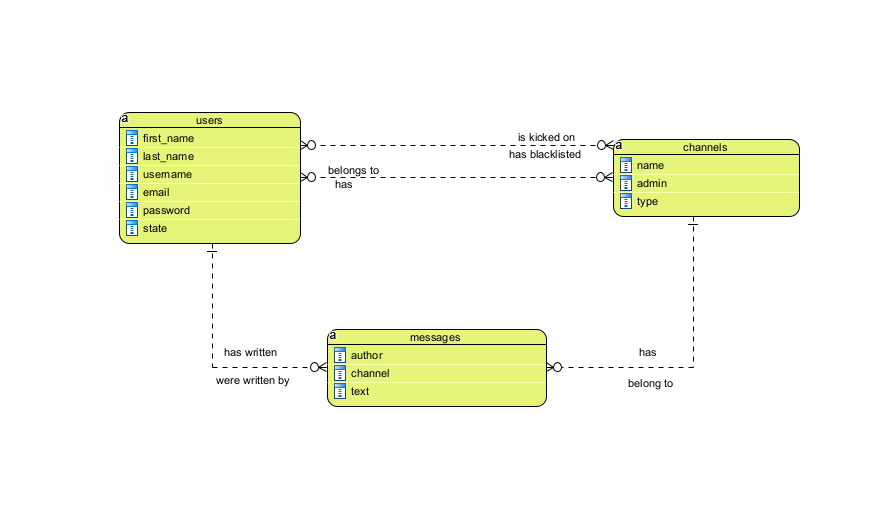 a
users
first_name
last_name
username
email
password
state
is kicked on
has blacklisted
belongs to
has
a
channels
name
admin
type
has written
were written by
a
messages
author
channel
text
has
belong to